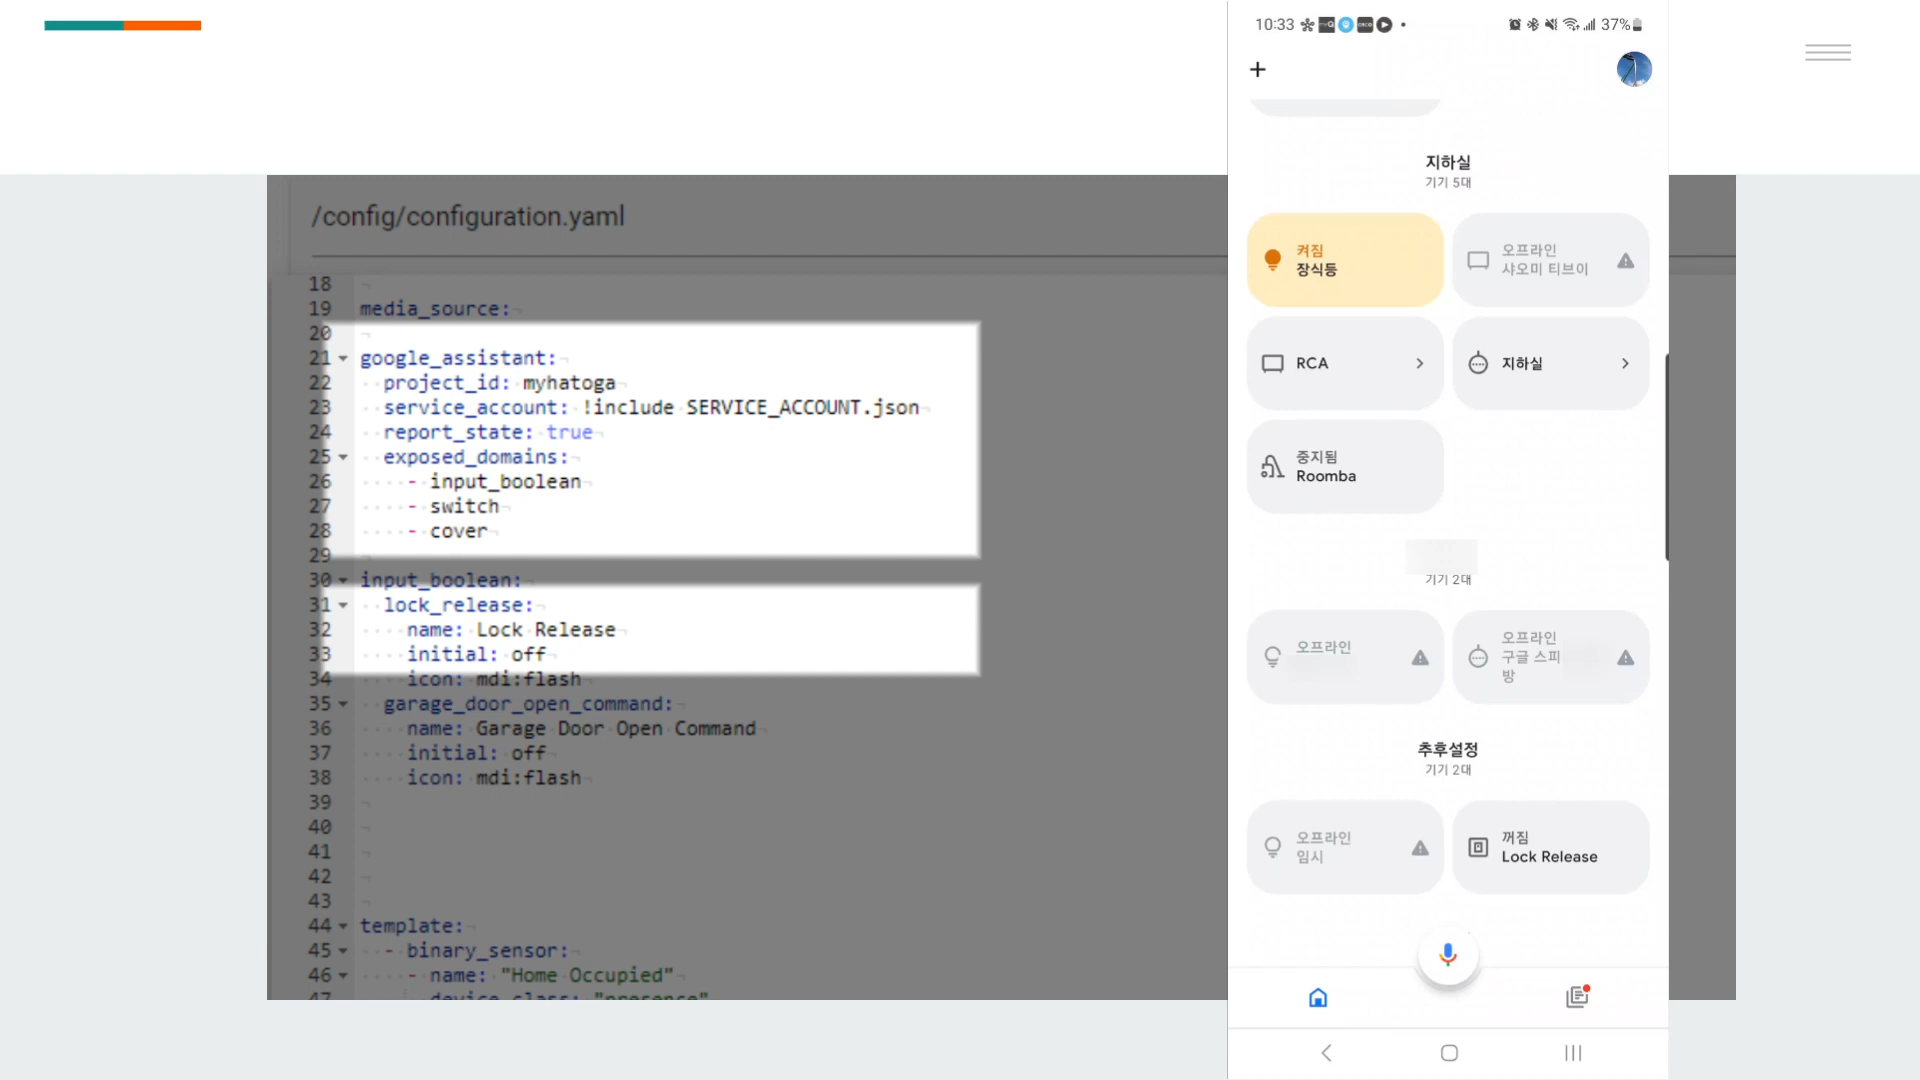 /config/configuration.yaml
18
19 media_source:
20
21 google_assistant:
22 project_id: myhatoga
23 service_account: !include SERVICE_ACCOUNT.json
24 report_state: true
25 exposed_domains:
26 - input_boolean
27 - switch
28 - cover
29
30 input_boolean:
31 lock_release:
32 name: Lock Release
33 initial: off
34 icon: mdi:flash
35 garage_door_open_command:
36 name: Garage Door Open Command
37 initial: off
38 icon: mdi:flash
39
40
41
42
43
44 template:
45 - binary_sensor:
46 - name: "Home Occupied"
47 device_class: "presence"
10:33
37%
+
지하실
기기 5대
켜짐
장식등
오프라인
샤오미 티브이
RCA
지하실
중지됨
Roomba
기기 2대
오프라인
오프라인
구글 스피
방
추후설정
기기 2대
오프라인
임시
꺼짐
Lock Release